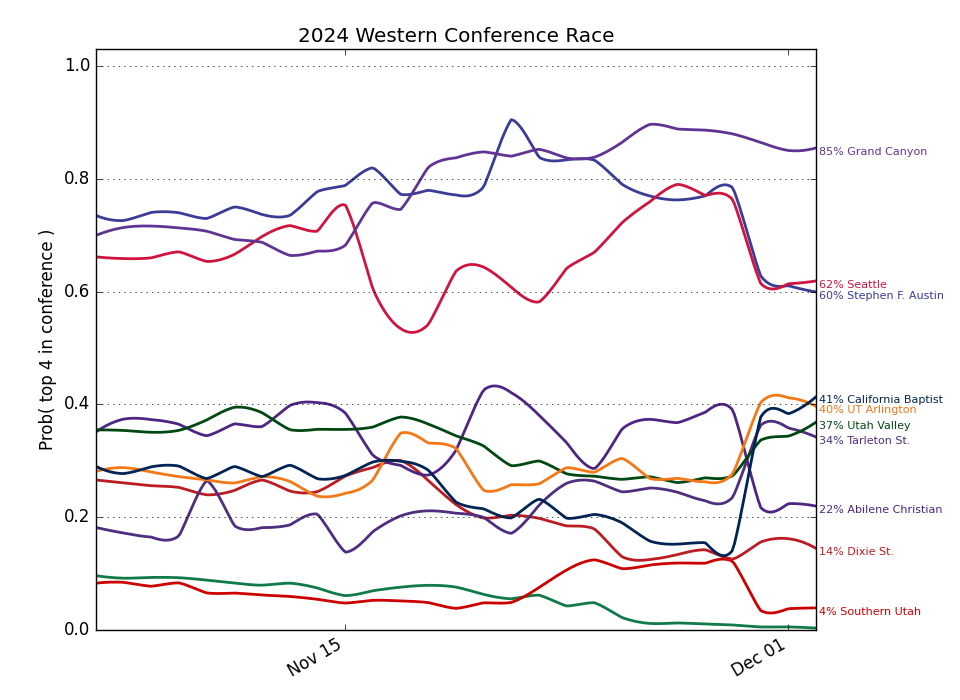 2024 Western Conference Race
Prob( top 4 in conference )
1.0
0.8
0.6
0.4
0.2
0.0
Nov 15
Dec 01
85% Grand Canyon
62% Seattle
60% Stephen F. Austin
41% California Baptist
40% UT Arlington
37% Utah Valley
34% Tarleton St.
22% Abilene Christian
14% Dixie St.
4% Southern Utah